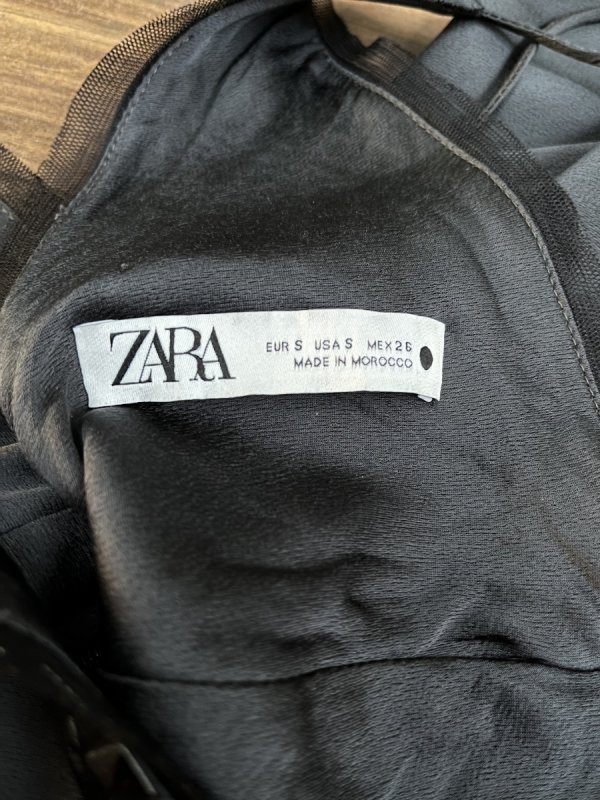 ZARA
EUR S USA S MEX 26
MADE IN MOROCCO